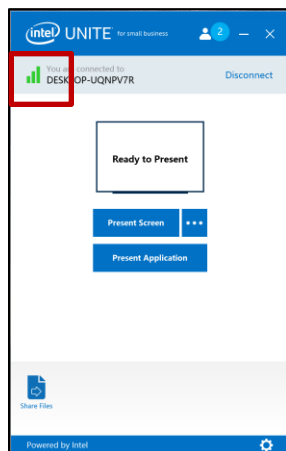 intel UNITE for small business 2
You are connected to
DESKTOP-UQNPV7R Disconnect
Ready to Present
Present Screen
Present Application
Share Files
Powered by Intel